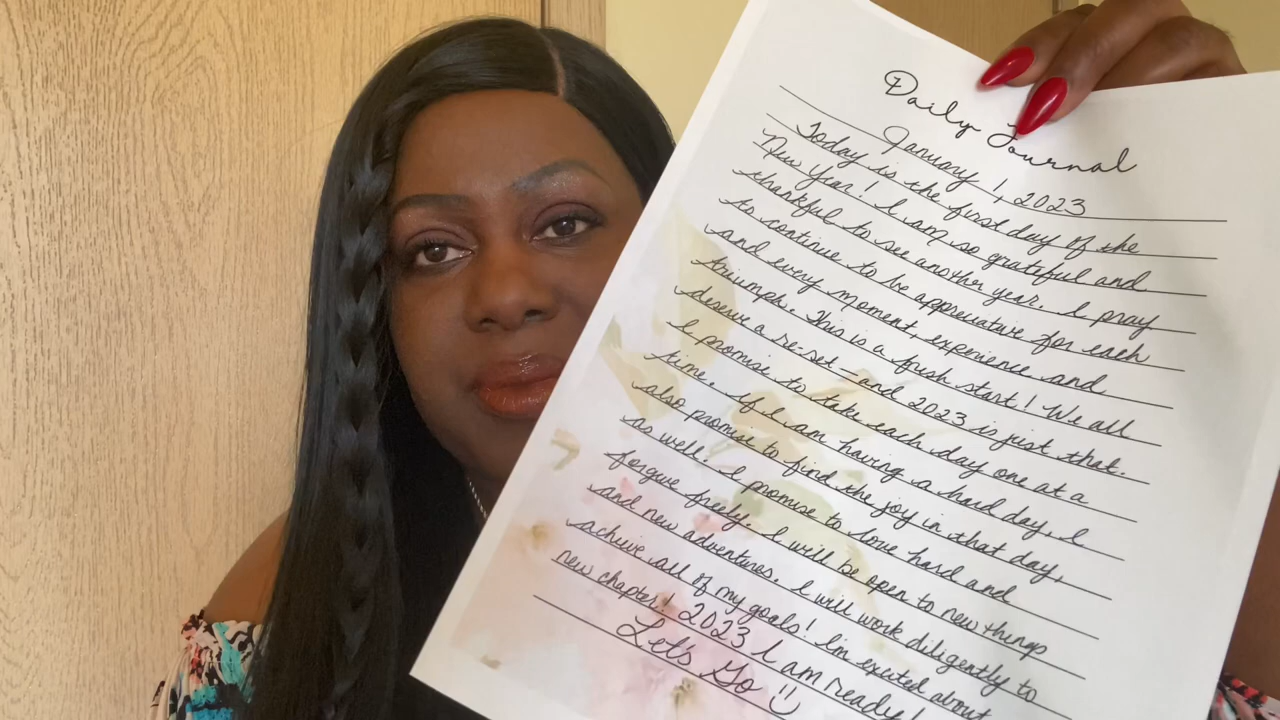 Daily Journal
January 1, 2023
Today is the first day of the
New Year! I am so grateful and
thankful to see another year. I pray
to continue to be appreciative for each
and every moment, experience and
triumph. This is a fresh start! We all
deserve a re-set – and 2023 is just that.
I promise to take each day one at a
time. If I am having a hard day, I
also promise to find the joy in that day,
as well. I promise to love hard and
forgive freely. I will be open to new things
and new adventures. I will work diligently to
achieve all of my goals! I'm excited about
new chapter! 2023 I am ready!
Let's Go